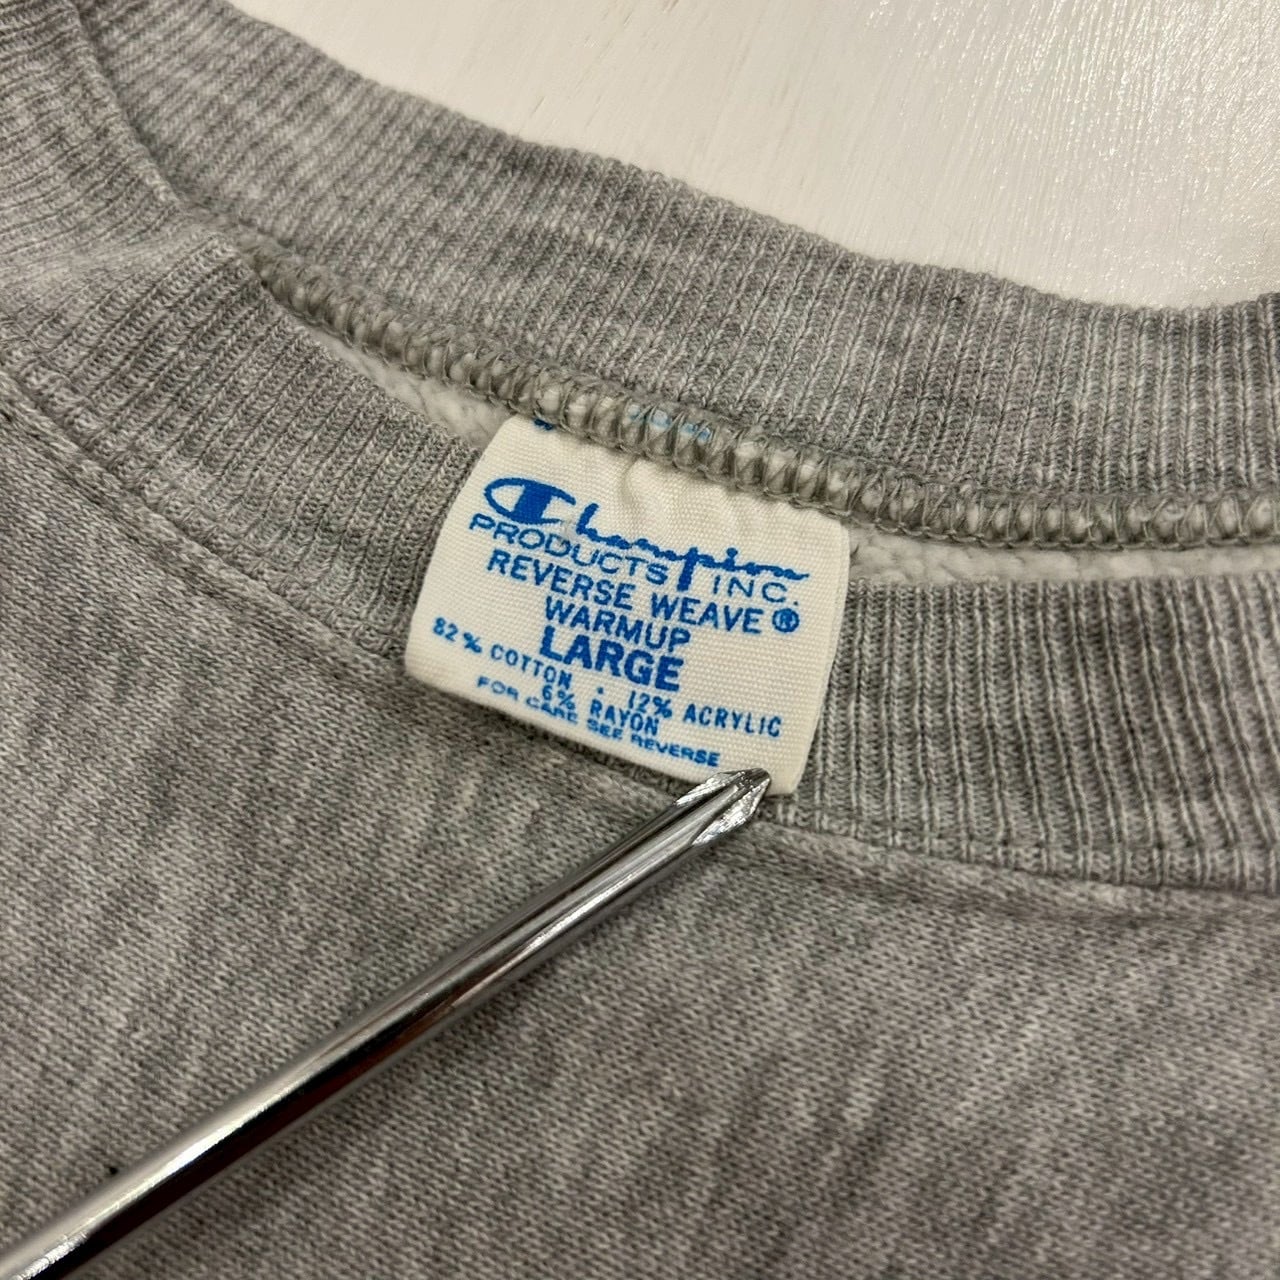 Champion
PRODUCTS INC.
REVERSE WEAVE®
WARMUP
LARGE
82% COTTON · 12% ACRYLIC
6% RAYON
FOR CARE SEE REVERSE